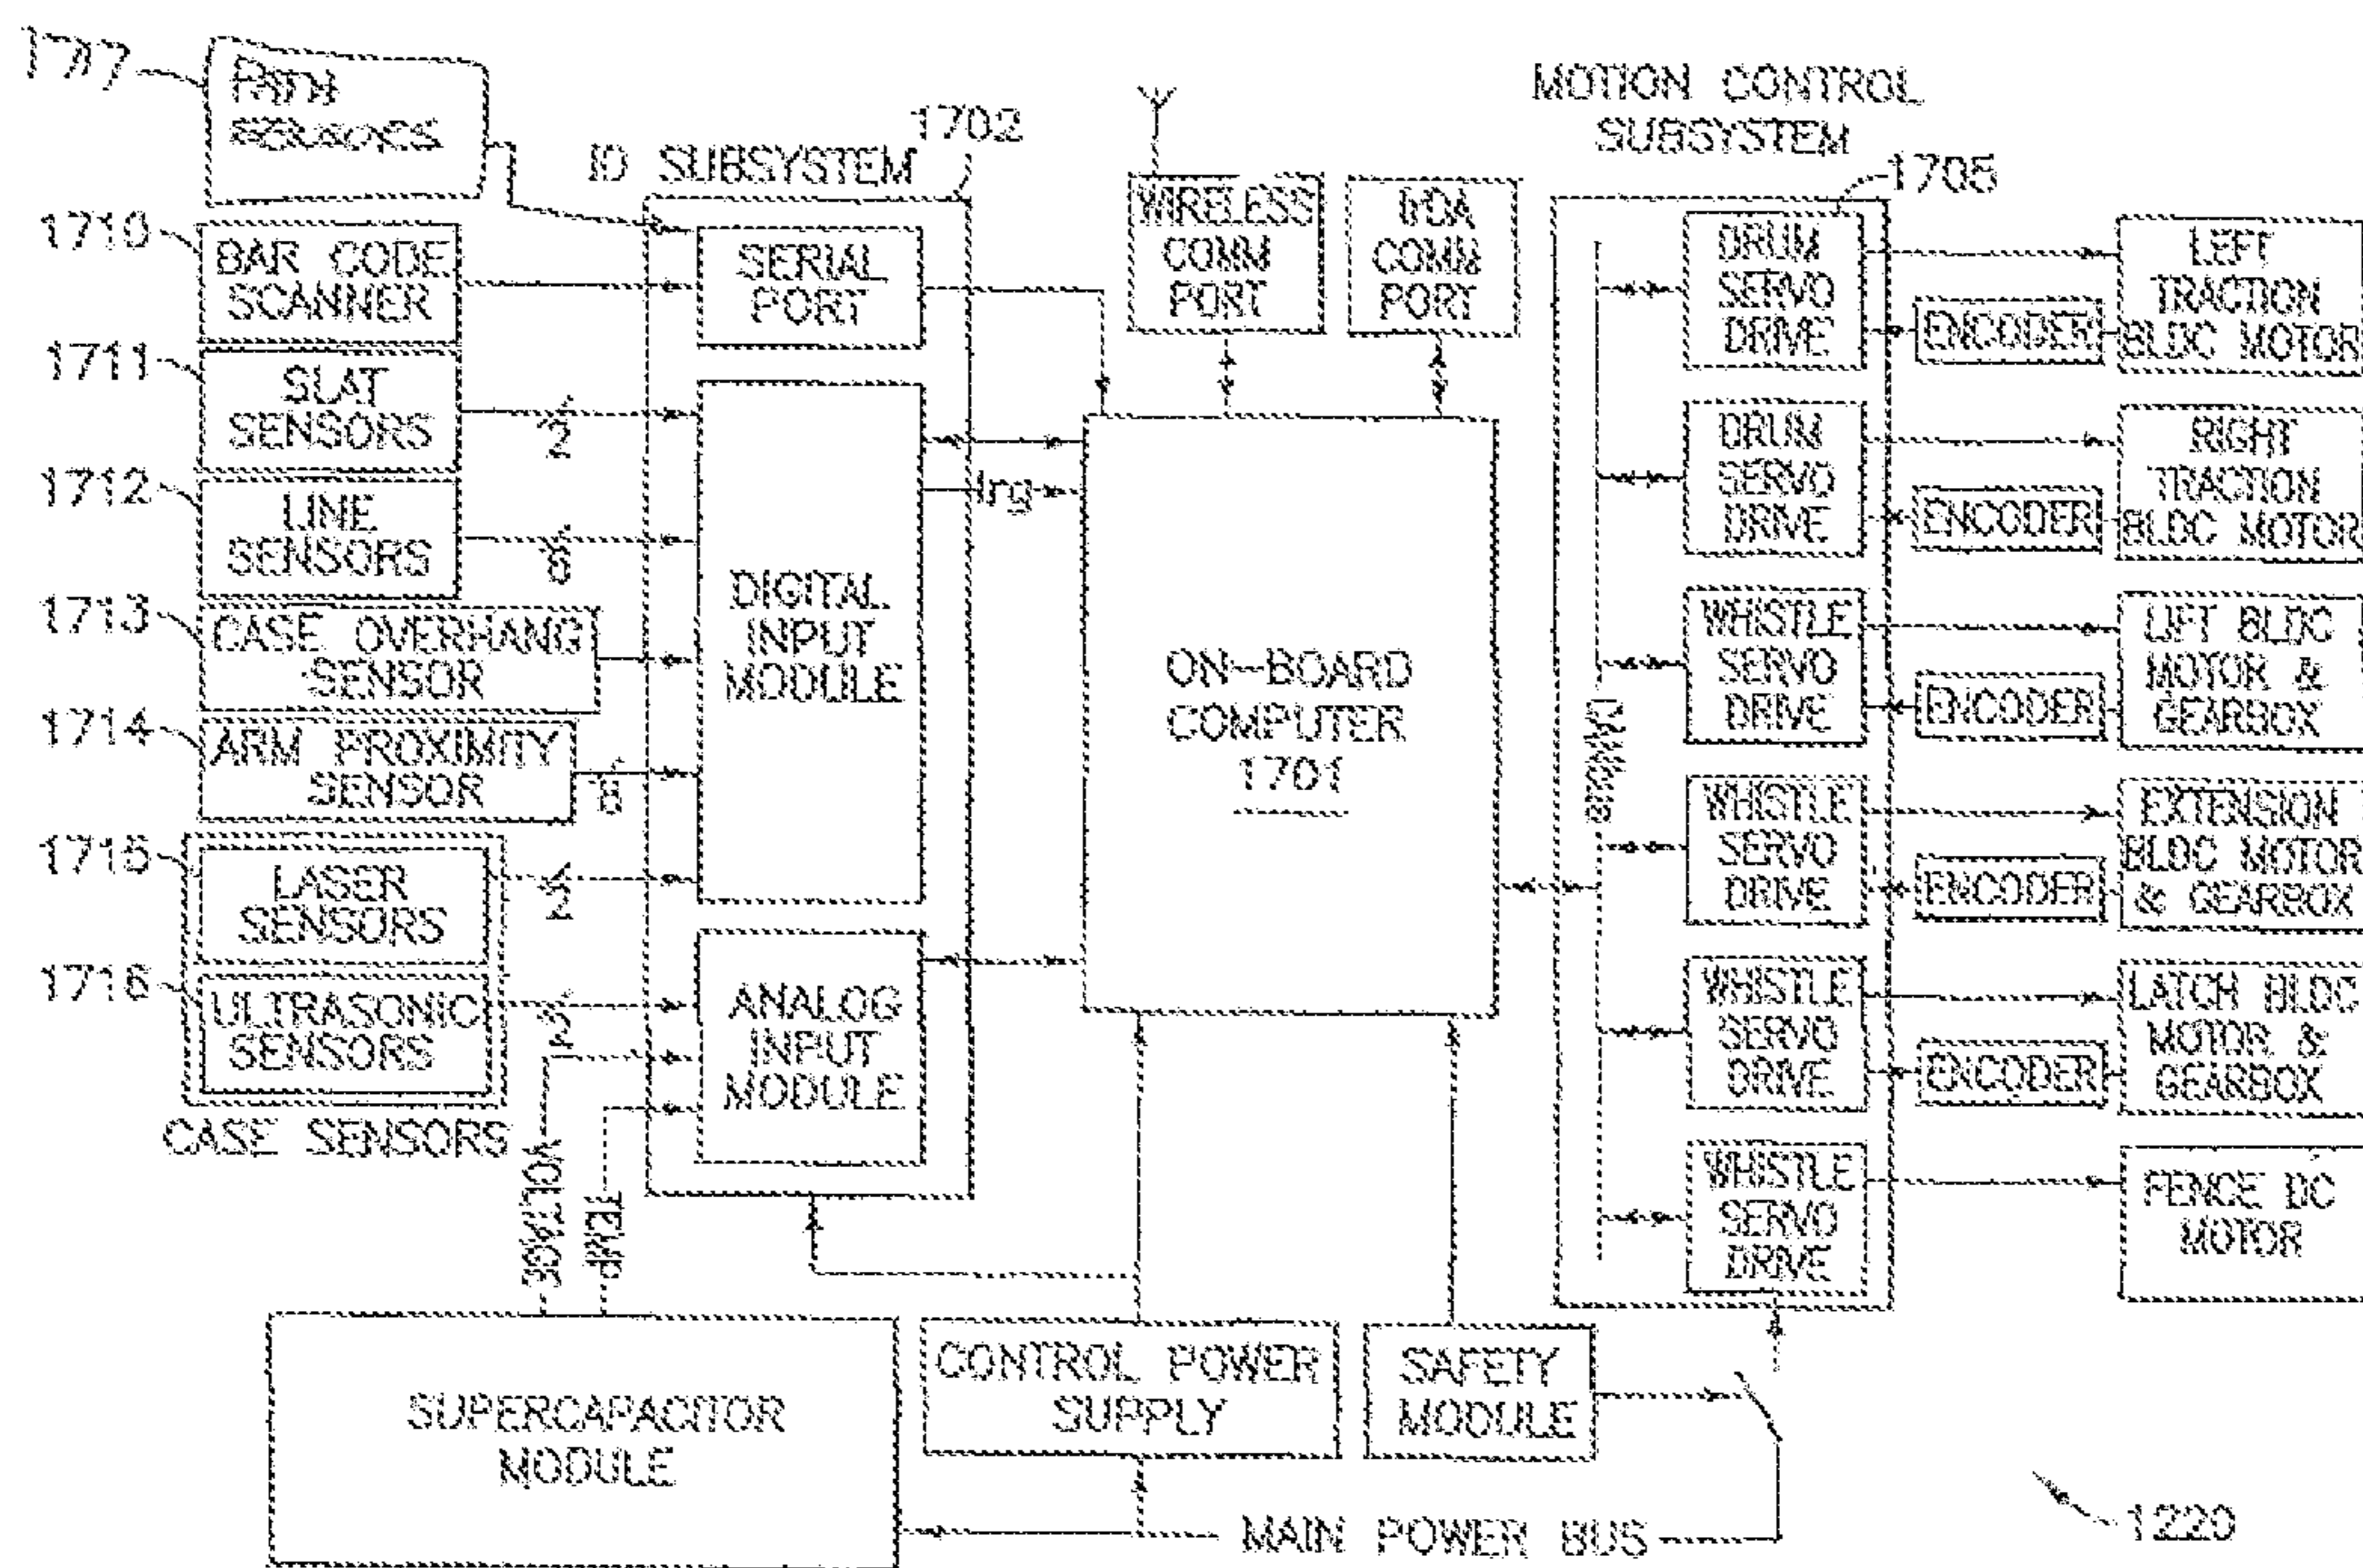 1717
PATH
SENSORS
1710
BAR CODE
SCANNER
1711
SLAT
SENSORS
2
1712
LINE
SENSORS
6
1713
CASE OVERHANG
SENSOR
1714
ARM PROXIMITY
SENSOR
8
1715
LASER
SENSORS
2
1716
ULTRASONIC
SENSORS
2
CASE SENSORS
VOLTAGE
TEMP
IO SUBSYSTEM
1702
SERIAL
PORT
DIGITAL
INPUT
MODULE
ANALOG
INPUT
MODULE
WIRELESS
COMM
PORT
IrDA
COMM
PORT
Irq
ON-BOARD
COMPUTER
1701
MOTION CONTROL
SUBSYSTEM
1705
CANbus
DRUM
SERVO
DRIVE
ENCODER
LEFT
TRACTION
BLDC MOTOR
DRUM
SERVO
DRIVE
ENCODER
RIGHT
TRACTION
BLDC MOTOR
WHISTLE
SERVO
DRIVE
ENCODER
LIFT BLDC
MOTOR &
GEARBOX
WHISTLE
SERVO
DRIVE
ENCODER
EXTENSION
BLDC MOTOR
& GEARBOX
WHISTLE
SERVO
DRIVE
ENCODER
LATCH BLDC
MOTOR &
GEARBOX
WHISTLE
SERVO
DRIVE
FENCE DC
MOTOR
SUPERCAPACITOR
MODULE
CONTROL POWER
SUPPLY
SAFETY
MODULE
MAIN POWER BUS
1220